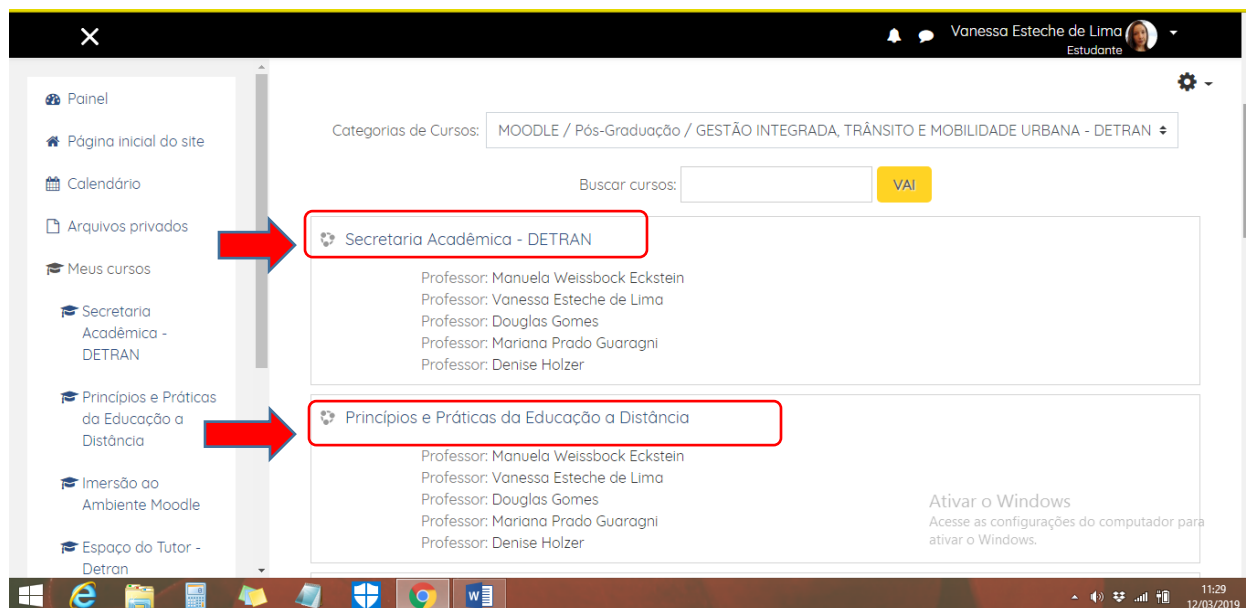 Vanessa Esteche de Lima
Estudante
Painel
Página inicial do site
Calendário
Arquivos privados
Meus cursos
Secretaria
Acadêmica -
DETRAN
Princípios e Práticas
da Educação a
Distância
Imersão ao
Ambiente Moodle
Espaço do Tutor -
Detran
Categorias de Cursos: MOODLE / Pós-Graduação / GESTÃO INTEGRADA, TRÂNSITO E MOBILIDADE URBANA - DETRAN
Buscar cursos: VAI
Secretaria Acadêmica - DETRAN
Professor: Manuela Weissbock Eckstein
Professor: Vanessa Esteche de Lima
Professor: Douglas Gomes
Professor: Mariana Prado Guaragni
Professor: Denise Holzer
Princípios e Práticas da Educação a Distância
Professor: Manuela Weissbock Eckstein
Professor: Vanessa Esteche de Lima
Professor: Douglas Gomes
Professor: Mariana Prado Guaragni
Professor: Denise Holzer
Ativar o Windows
Acesse as configurações do computador para
ativar o Windows.
11:29
12/03/2019